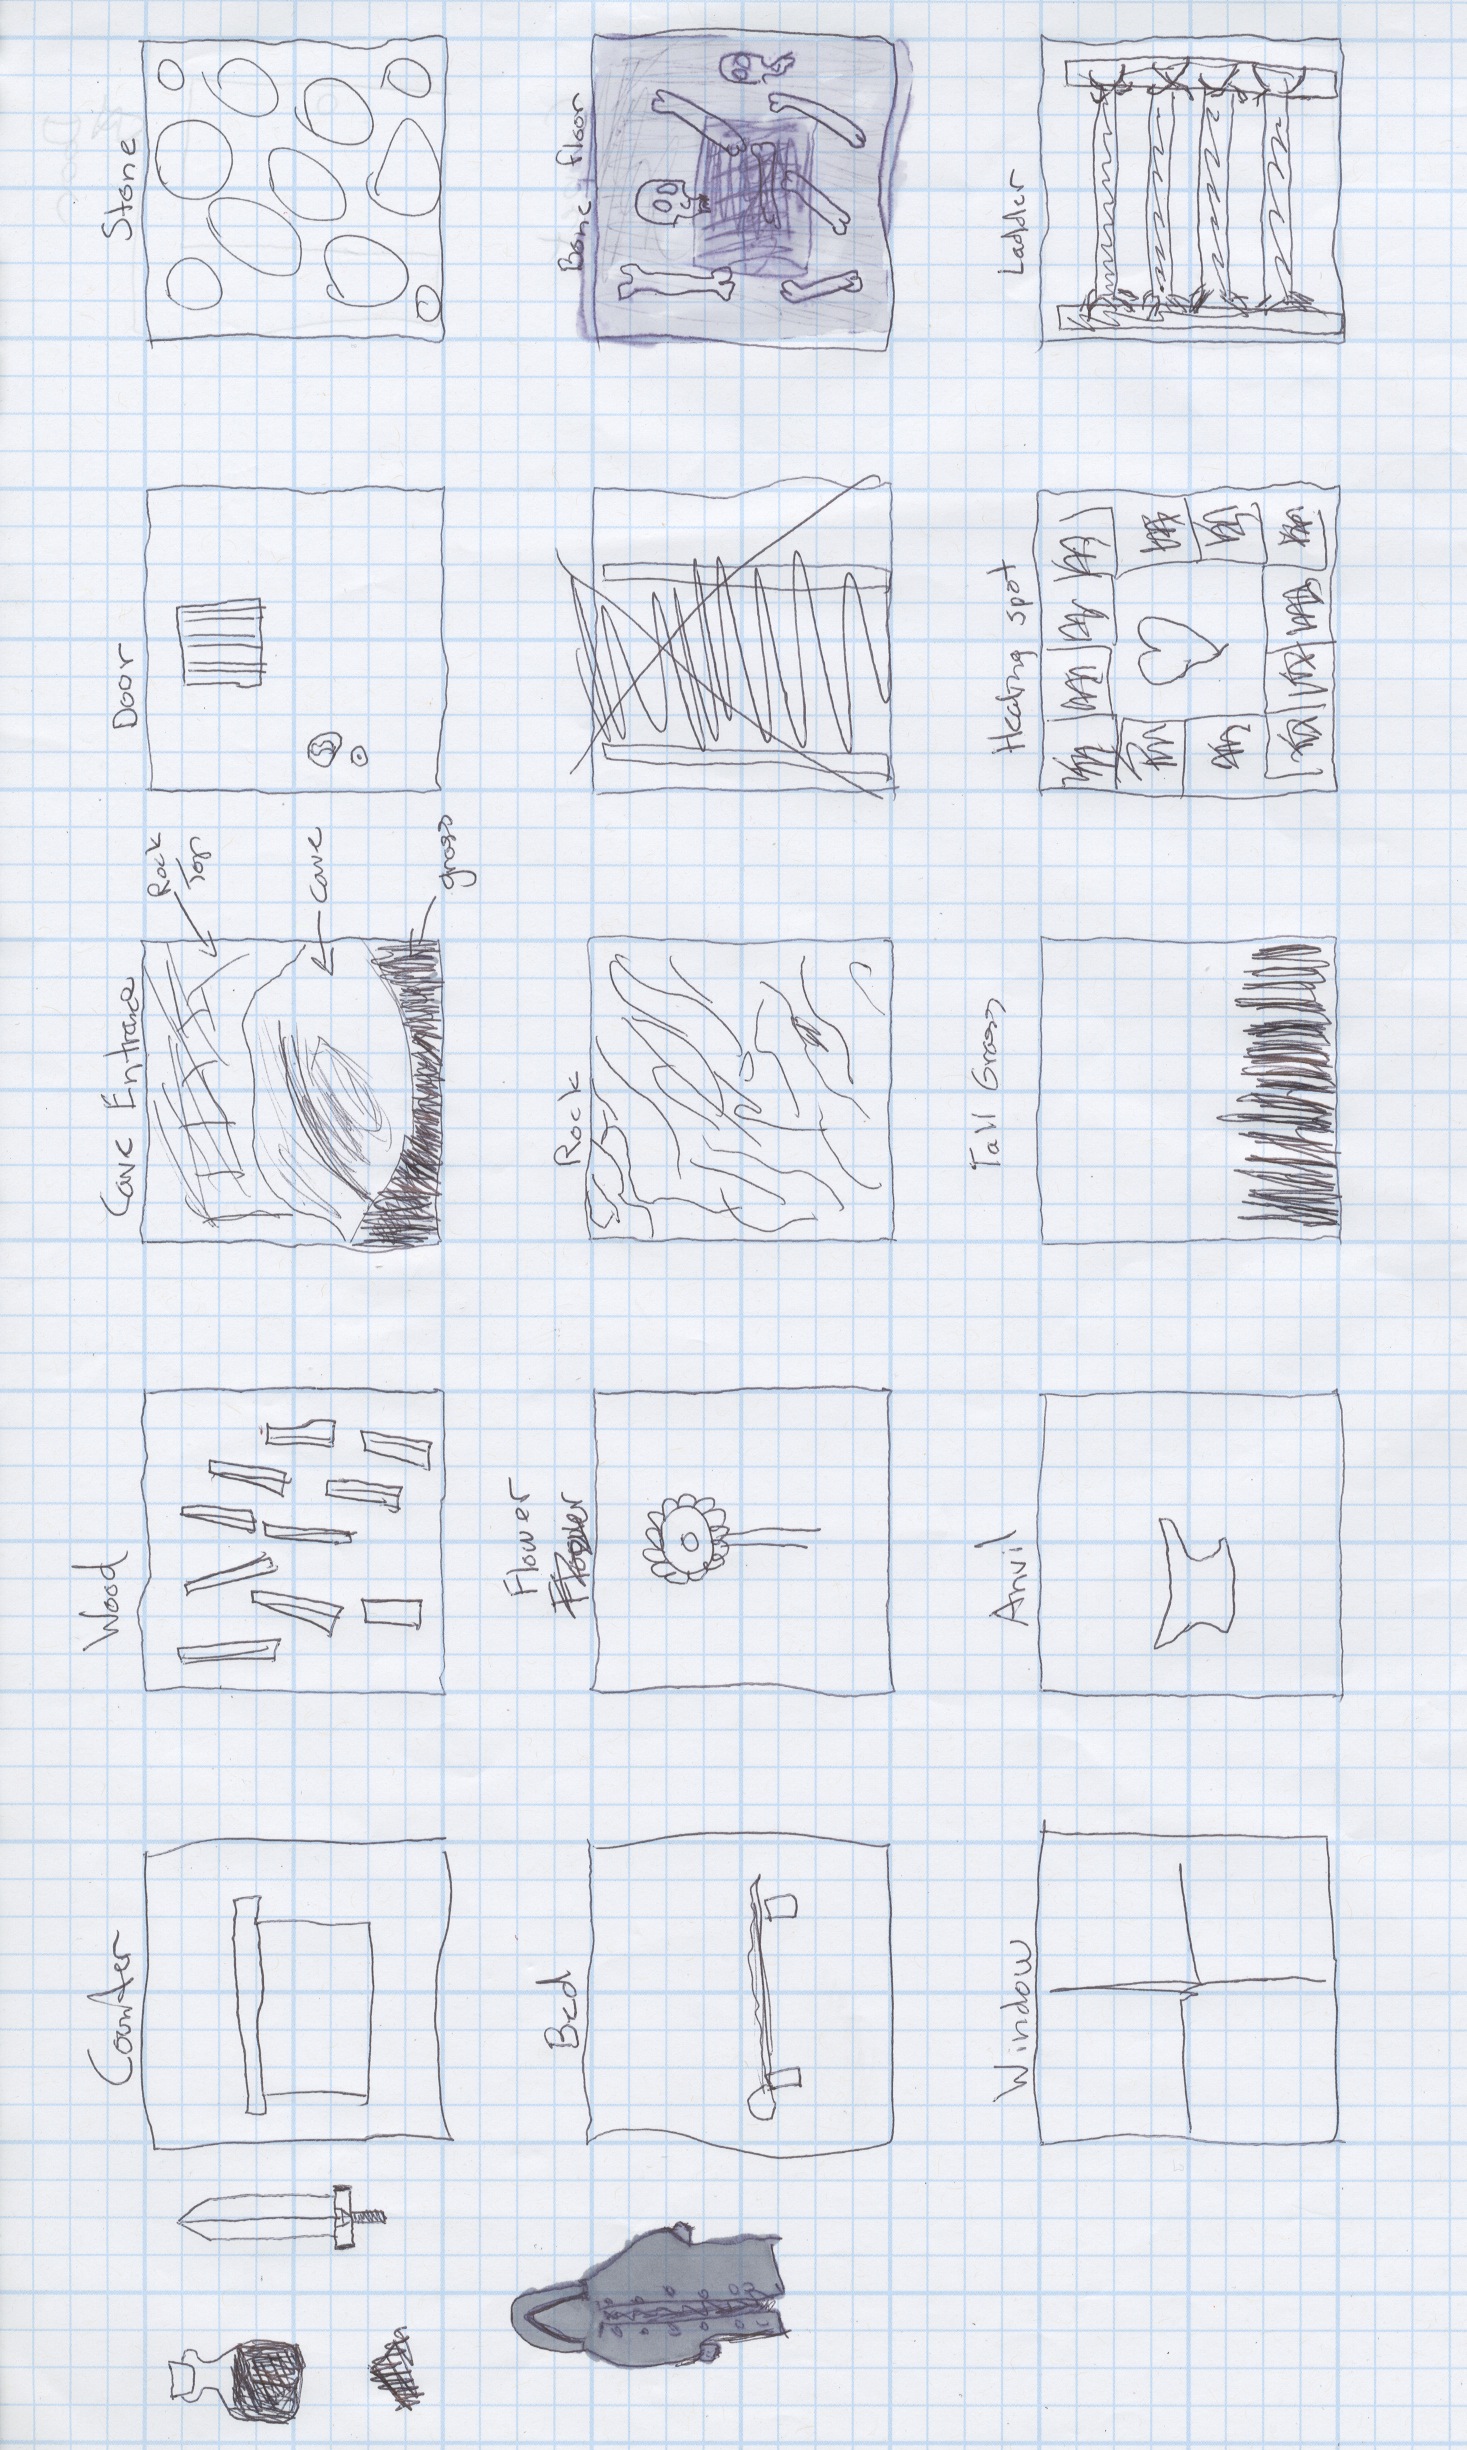 Counter
Wood
Cave Entrance
Rock
Top
cave
grass
Door
Stone
Bed
Flower
Rock
Bone - floor
Window
Anvil
Tall Grass
Healing spot
Ladder